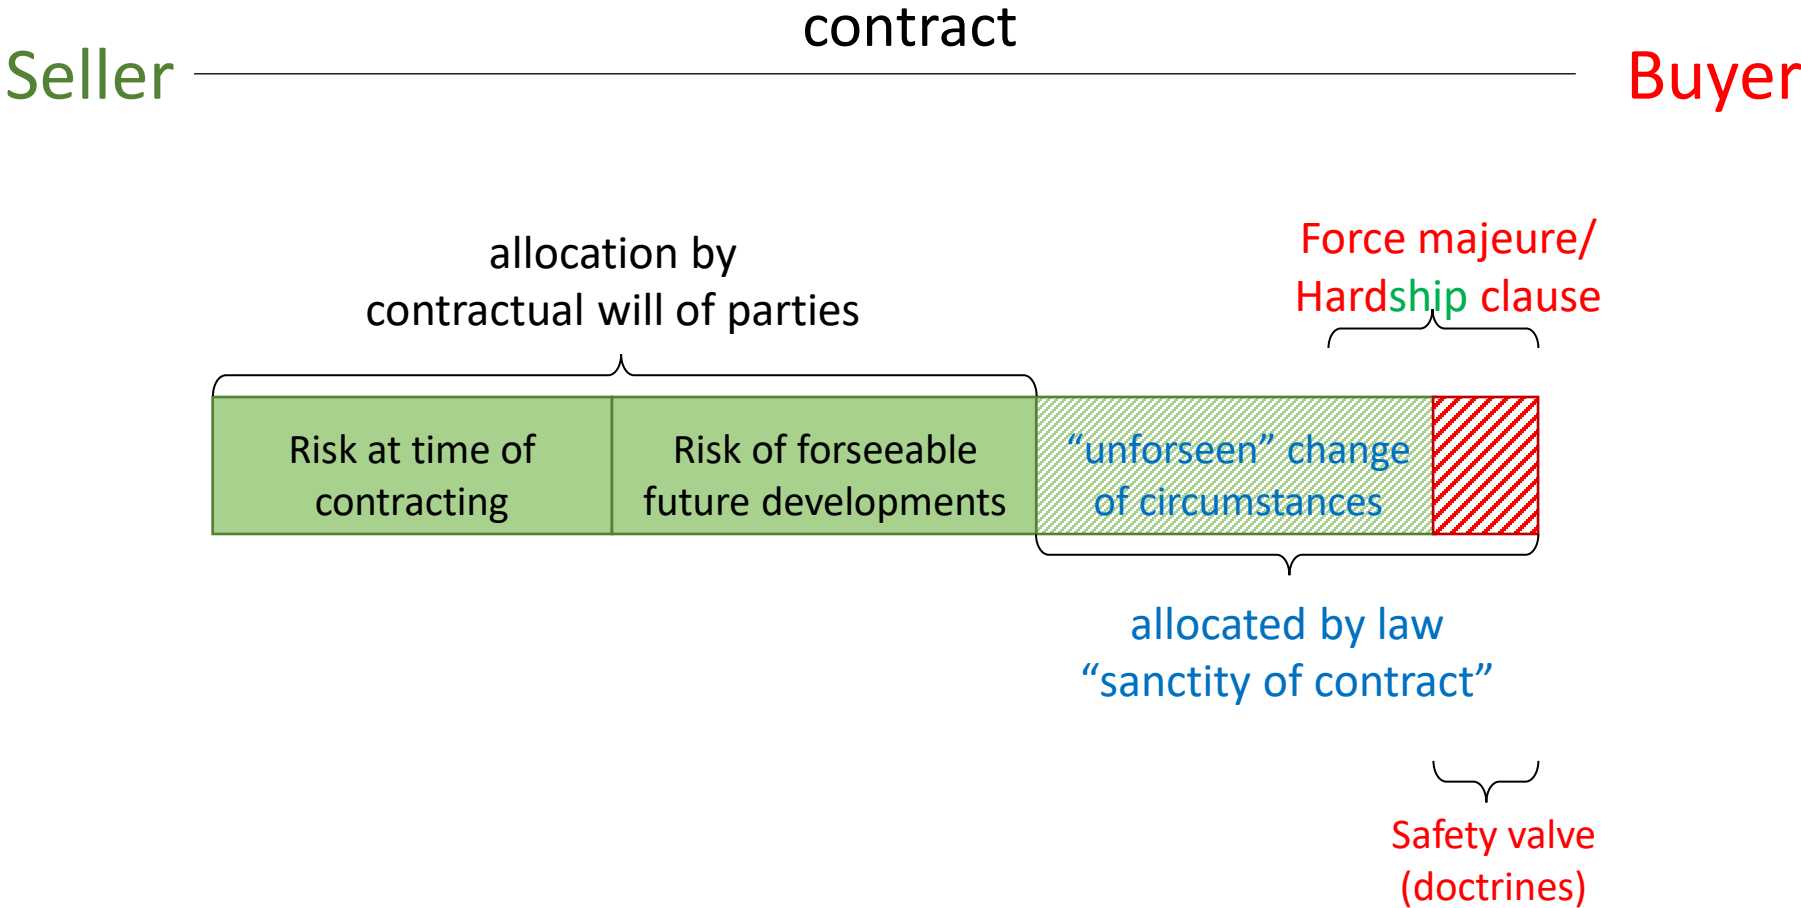 contract
Seller
Buyer
allocation by
contractual will of parties
Force majeure/
Hardship clause
Risk at time of
contracting
Risk of forseeable
future developments
“unforseen” change
of circumstances
allocated by law
“sanctity of contract”
Safety valve
(doctrines)